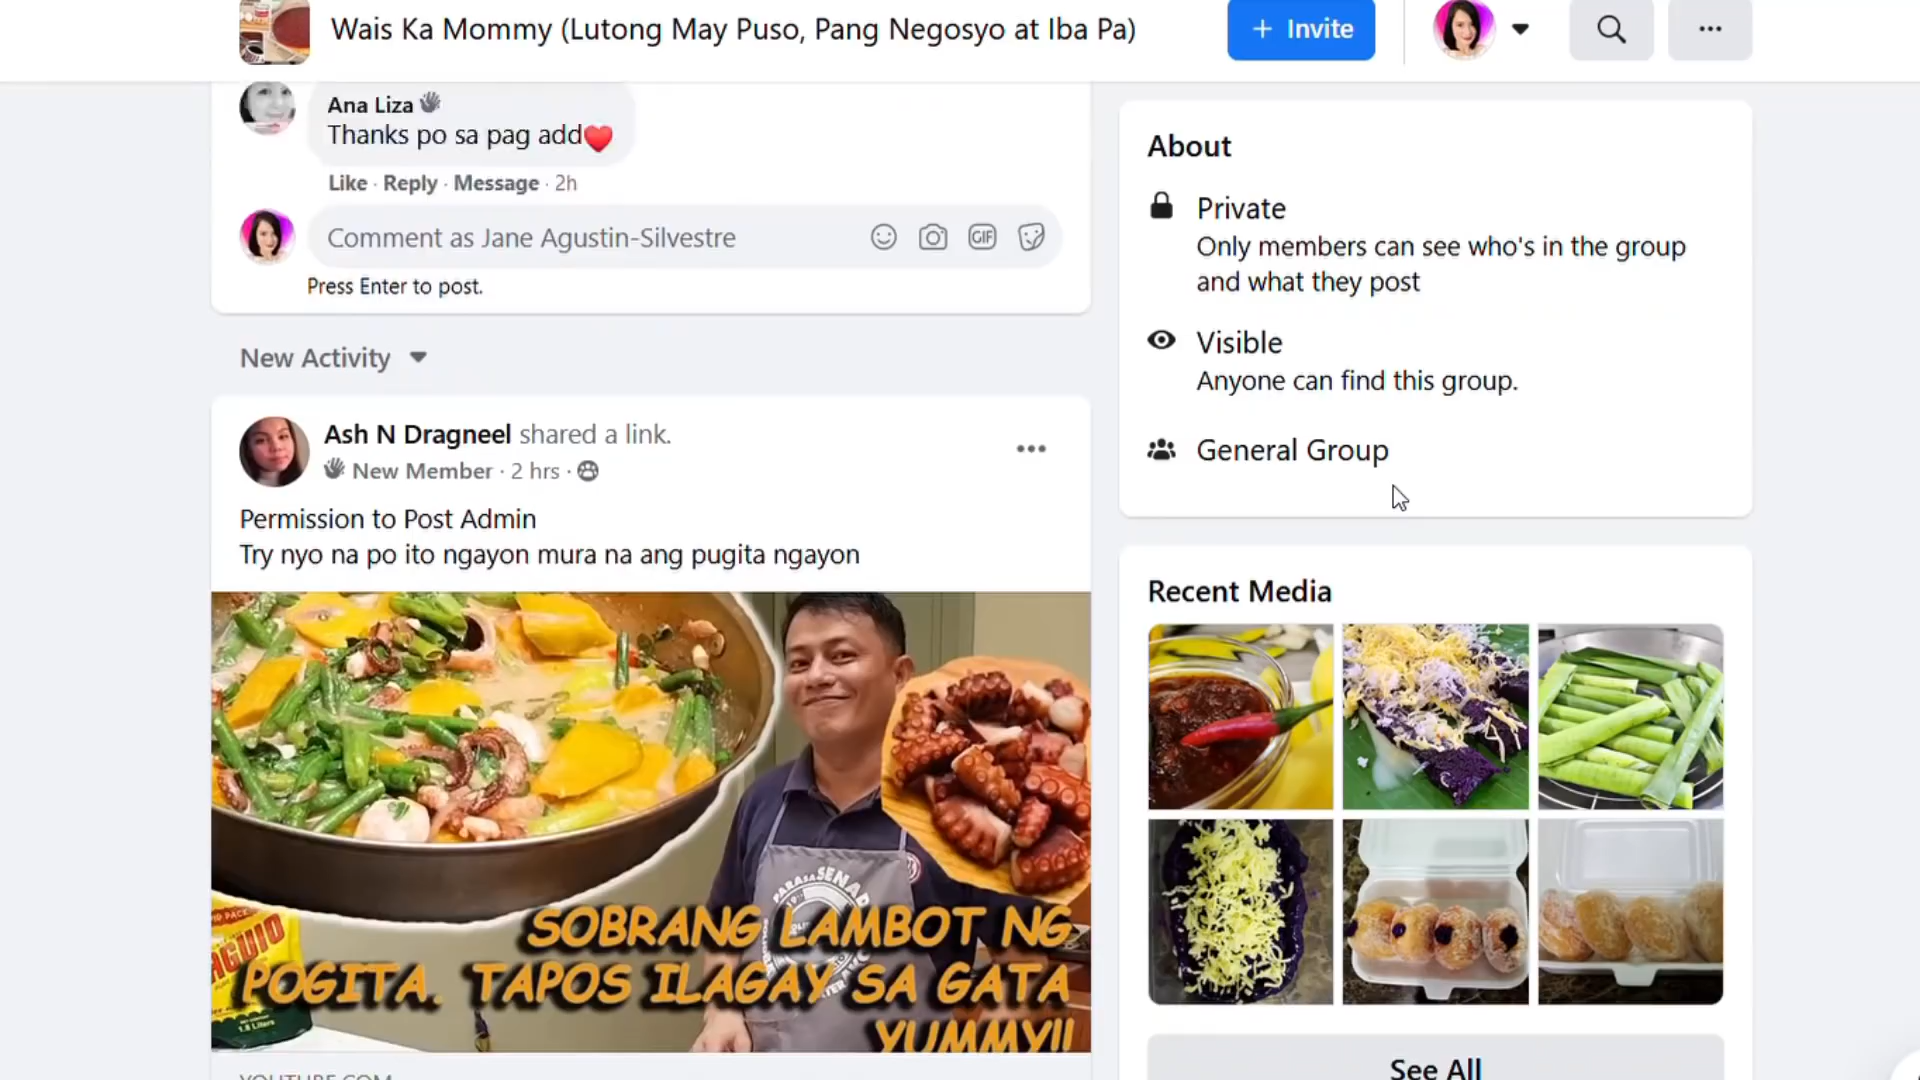 Wais Ka Mommy (Lutong May Puso, Pang Negosyo at Iba Pa)
+ Invite
Ana Liza
Thanks po sa pag add❤️
Like · Reply · Message · 2h
Comment as Jane Agustin-Silvestre
GIF
Press Enter to post.
New Activity
Ash N Dragneel shared a link.
New Member · 2 hrs ·
Permission to Post Admin
Try nyo na po ito ngayon mura na ang pugita ngayon
SOBRANG LAMBOT NG
POGITA. TAPOS ILAGAY SA GATA
YUMMY!!
YOUTUBE.COM
About
Private
Only members can see who's in the group
and what they post
Visible
Anyone can find this group.
General Group
Recent Media
See All